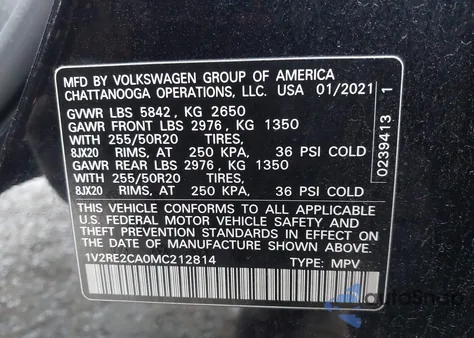 MFD BY VOLKSWAGEN GROUP OF AMERICA
CHATTANOOGA OPERATIONS, LLC. USA 01/2021
GVWR LBS 5842, KG 2650
GAWR FRONT LBS 2976, KG 1350
WITH 255/50R20 TIRES,
8JX20 RIMS, AT 250 KPA, 36 PSI COLD
GAWR REAR LBS 2976, KG 1350
WITH 255/50R20 TIRES,
8JX20 RIMS, AT 250 KPA, 36 PSI COLD
THIS VEHICLE CONFORMS TO ALL APPLICABLE
U.S. FEDERAL MOTOR VEHICLE SAFETY AND
THEFT PREVENTION STANDARDS IN EFFECT ON THE
DATE OF MANUFACTURE SHOWN ABOVE.
1V2RE2CA0MC212814 TYPE: MPV
0239413 1
autoSnap